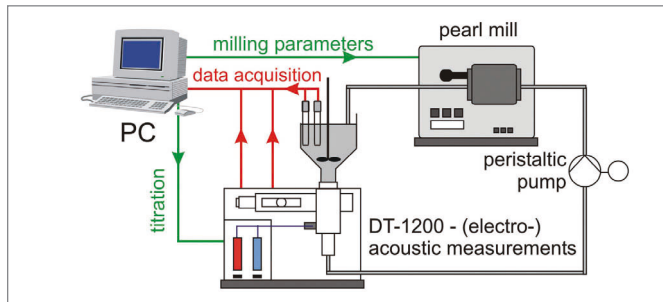 milling parameters
pearl mill
data acquisition
PC
titration
peristaltic
pump
DT-1200 - (electro-)
acoustic measurements